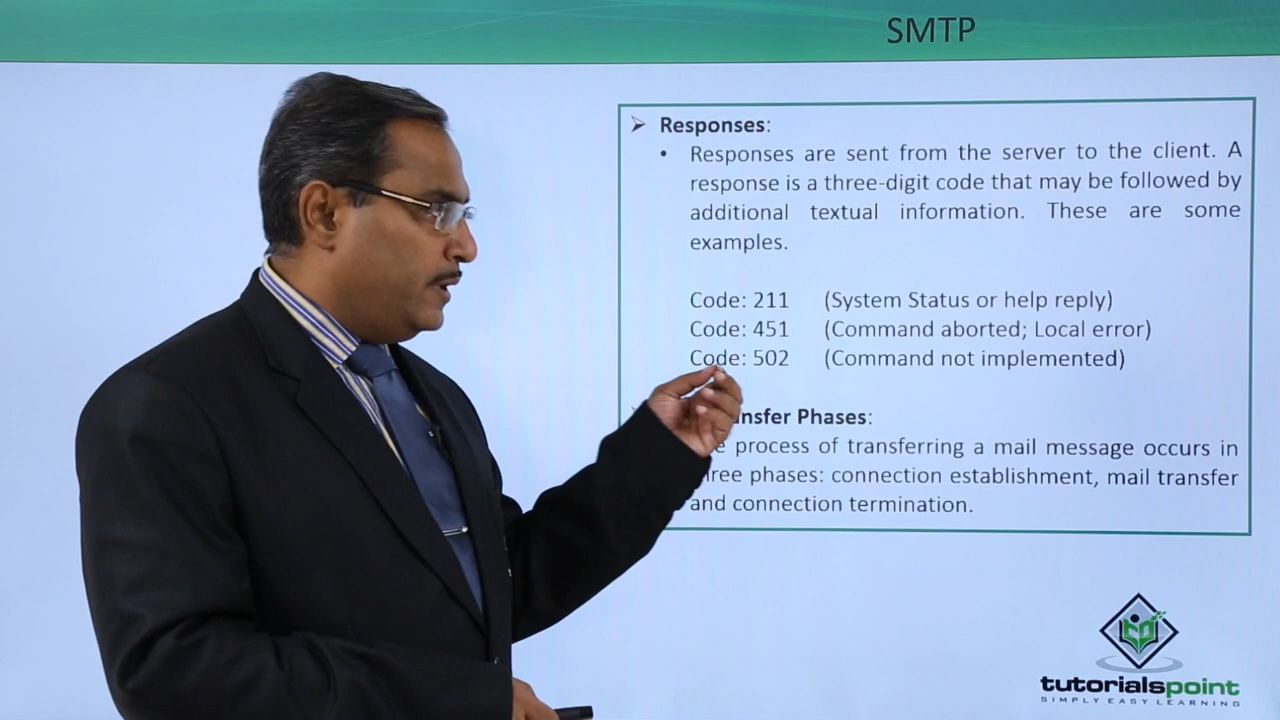 SMTP
➢ Responses:
• Responses are sent from the server to the client. A
response is a three-digit code that may be followed by
additional textual information. These are some
examples.
Code: 211 (System Status or help reply)
Code: 451 (Command aborted; Local error)
Code: 502 (Command not implemented)
nsfer Phases:
process of transferring a mail message occurs in
phases: connection establishment, mail transfer
and connection termination.
tutorialspoint
SIMPLY EASY LEARNING